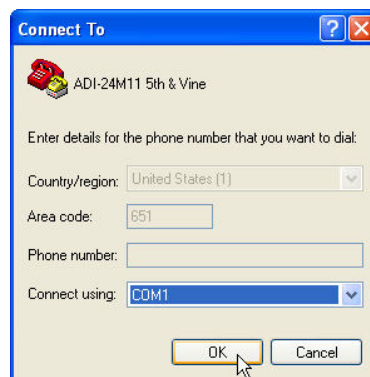 Connect To
ADI-24M11 5th & Vine
Enter details for the phone number that you want to dial:
Country/region: United States (1)
Area code: 651
Phone number:
Connect using: COM1
OK Cancel